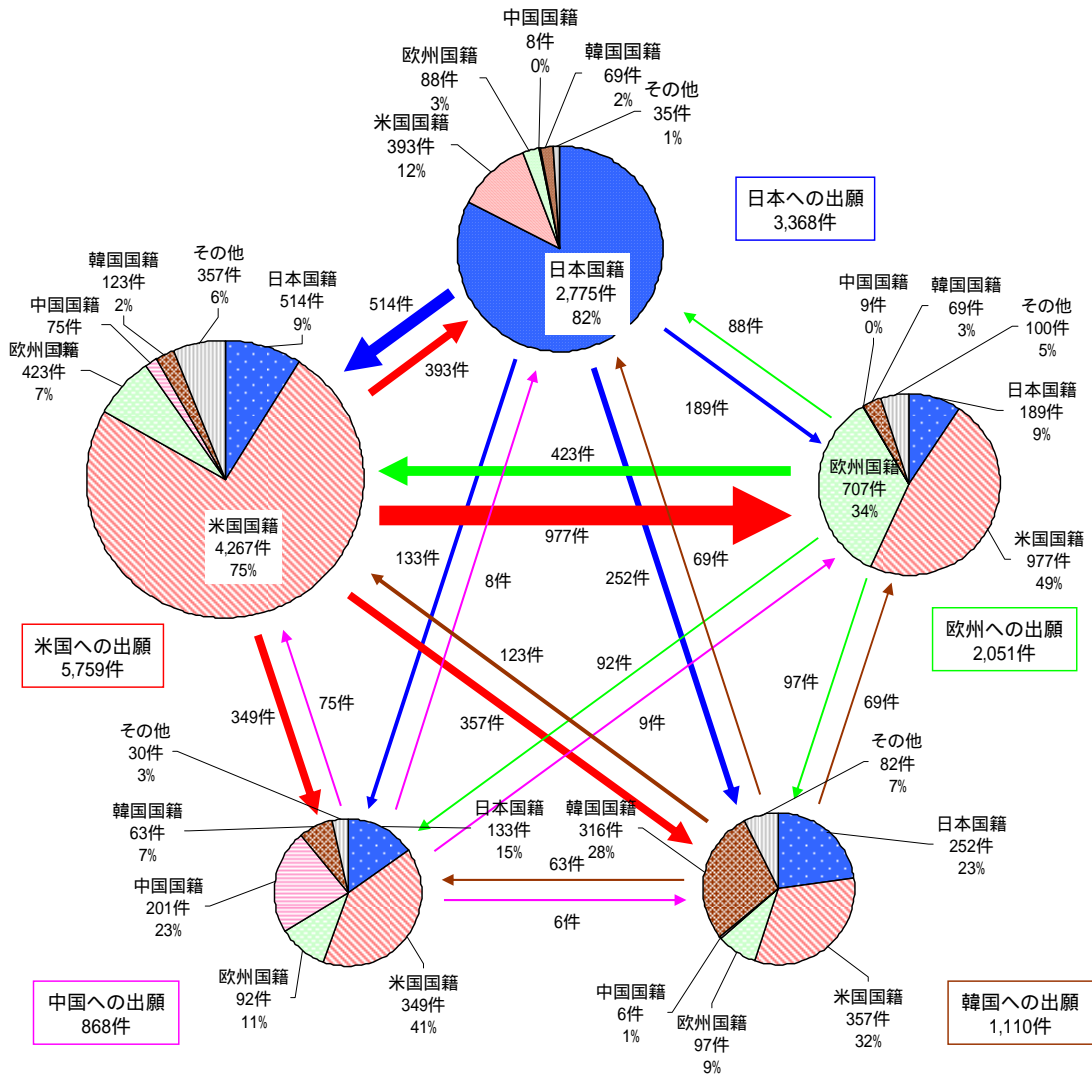 中国国籍
8件
0%
韓国国籍
69件
2%
欧州国籍
88件
3%
その他
35件
1%
米国国籍
393件
12%
日本国籍
2,775件
82%
日本への出願
3,368件
その他
357件
6%
韓国国籍
123件
2%
日本国籍
514件
9%
中国国籍
75件
欧州国籍
423件
7%
米国国籍
4,267件
75%
米国への出願
5,759件
514件
393件
88件
189件
423件
977件
133件
8件
252件
69件
中国国籍
9件
0%
韓国国籍
69件
3%
その他
100件
5%
日本国籍
189件
9%
欧州国籍
707件
34%
米国国籍
977件
49%
欧州への出願
2,051件
349件
75件
357件
123件
92件
9件
97件
69件
63件
6件
その他
30件
3%
韓国国籍
63件
7%
日本国籍
133件
15%
中国国籍
201件
23%
欧州国籍
92件
11%
米国国籍
349件
41%
中国への出願
868件
その他
82件
7%
韓国国籍
316件
28%
日本国籍
252件
23%
中国国籍
6件
1%
欧州国籍
97件
9%
米国国籍
357件
32%
韓国への出願
1,110件